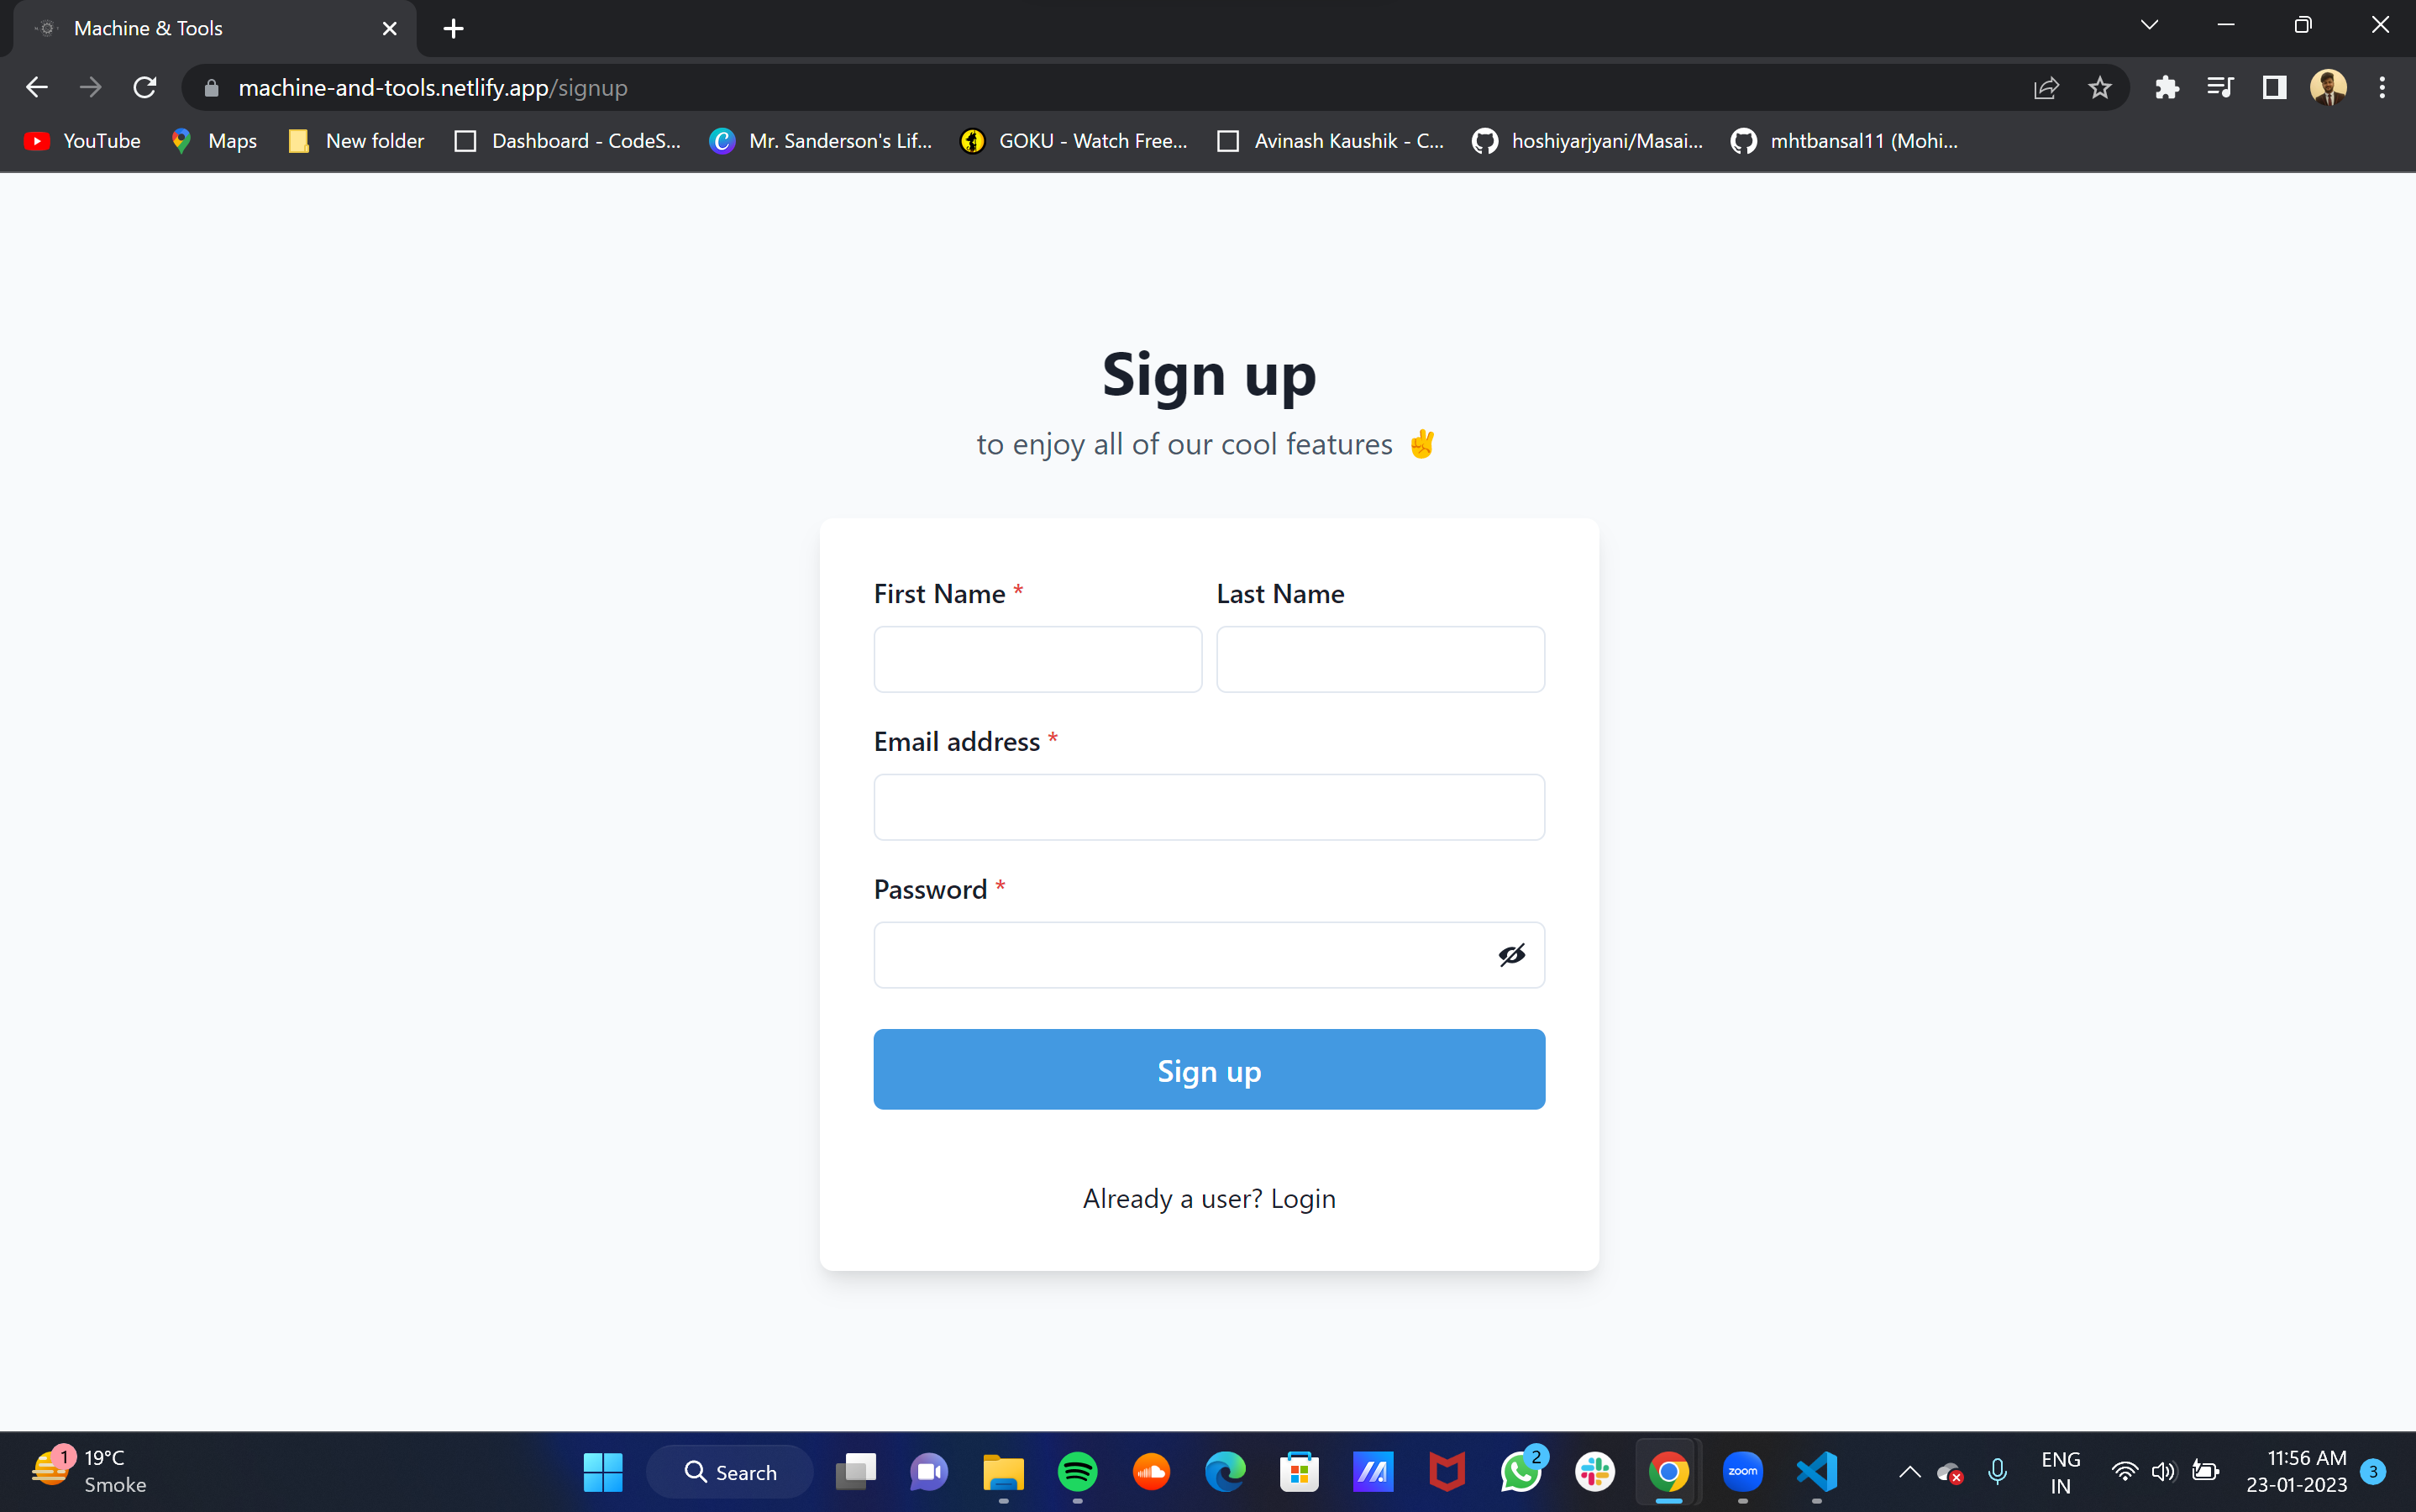 Machine & Tools
machine-and-tools.netlify.app/signup
YouTube
Maps
New folder
Dashboard - CodeS...
Mr. Sanderson's Lif...
GOKU - Watch Free...
Avinash Kaushik - C...
hoshiyarjyani/Masai...
mhtbansal11 (Mohi...
Sign up
to enjoy all of our cool features ✌
First Name *
Last Name
Email address *
Password *
Sign up
Already a user? Login
1
19°C
Smoke
Search
2
zoom
ENG
IN
11:56 AM
23-01-2023
3